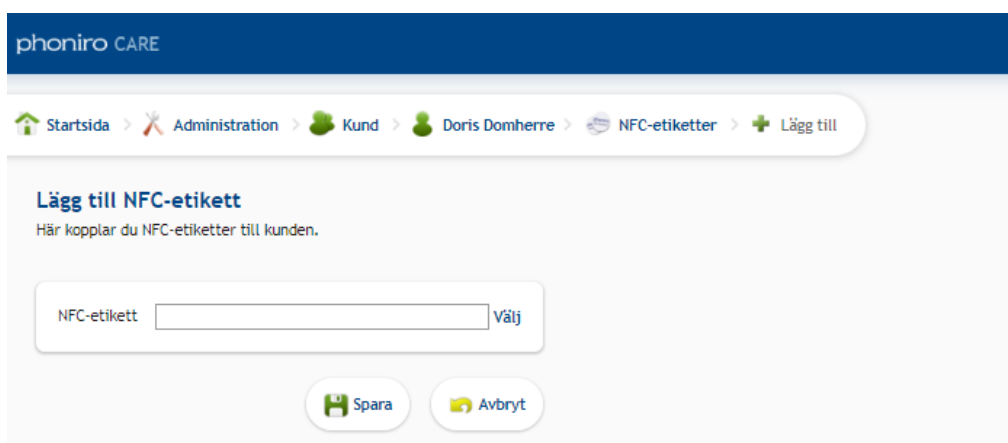 phoniro CARE
Startsida > Administration > Kund > Doris Domherre > NFC-etiketter > Lägg till
Lägg till NFC-etikett
Här kopplar du NFC-etiketter till kunden.
NFC-etikett Välj
Spara Avbryt